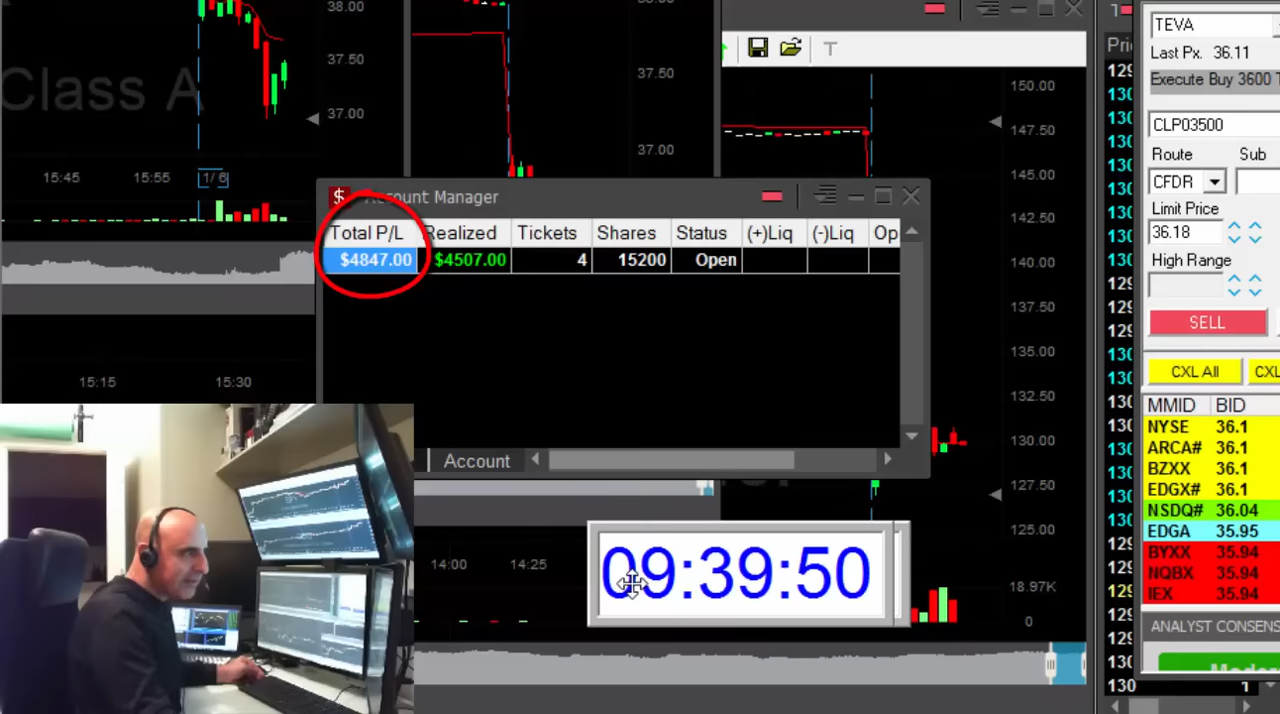 38.00
37.50
37.00
Class A
15:45
15:55
1/6
15:15
15:30
37.50
37.00
T
150.00
147.50
145.00
142.50
140.00
137.50
135.00
132.50
130.00
127.50
125.00
18.97K
0
$ Account Manager
Total P/L Realized Tickets Shares Status (+)Liq (-)Liq Op
$4847.00 $4507.00 4 15200 Open
Account
14:00
14:25
09:39:50
TEVA
Last Px. 36.11
Execute Buy 3600
CLP03500
Route Sub
CFDR
Limit Price
36.18
High Range
SELL
CXL All
MMID BID
NYSE 36.1
ARCA# 36.1
BZXX 36.1
EDGX# 36.1
NSDQ# 36.04
EDGA 35.95
BYXX 35.94
NQBX 35.94
IEX 35.94
ANALYST CONSENS
130 1